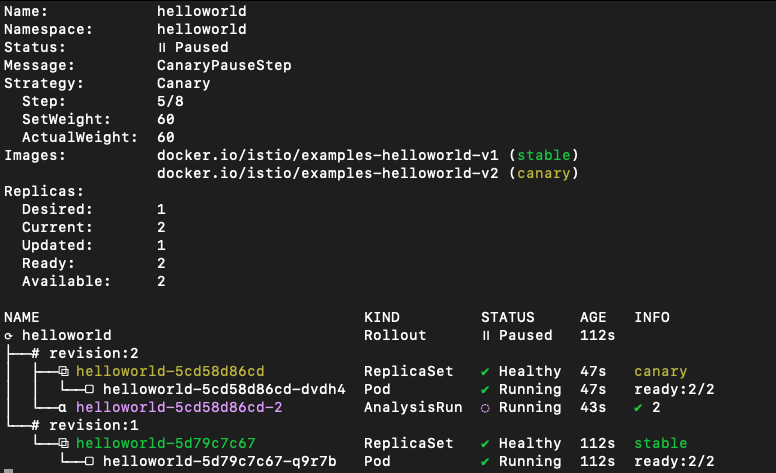 Name:            helloworld
Namespace:       helloworld
Status:          ॥ Paused
Message:         CanaryPauseStep
Strategy:        Canary
  Step:          5/8
  SetWeight:     60
  ActualWeight:  60
Images:          docker.io/istio/examples-helloworld-v1 (stable)
                 docker.io/istio/examples-helloworld-v2 (canary)
Replicas:
  Desired:       1
  Current:       2
  Updated:       1
  Ready:         2
  Available:     2
NAME                                    KIND         STATUS     AGE   INFO
⟳ helloworld                            Rollout      ॥ Paused   112s
├──# revision:2
│  ├──⧉ helloworld-5cd58d86cd           ReplicaSet   ✔ Healthy  47s   canary
│  │  └──□ helloworld-5cd58d86cd-dvdh4  Pod          ✔ Running  47s   ready:2/2
│  └──α helloworld-5cd58d86cd-2         AnalysisRun  ◌ Running  43s   ✔ 2
└──# revision:1
   └──⧉ helloworld-5d79c7c67            ReplicaSet   ✔ Healthy  112s  stable
      └──□ helloworld-5d79c7c67-q9r7b   Pod          ✔ Running  112s  ready:2/2